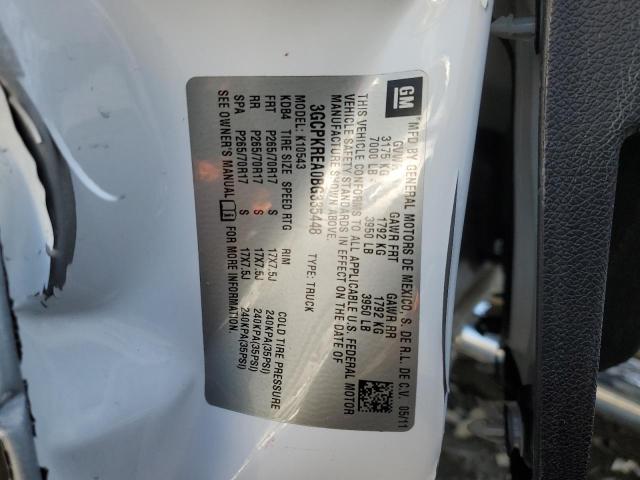 GM
MFD BY GENERAL MOTORS DE MEXICO, S. DE R.L. DE C.V. 05/11
GVWR GAWR FRT GAWR RR
3175 KG 1792 KG 1792 KG
7000 LB 3950 LB 3950 LB
THIS VEHICLE CONFORMS TO ALL APPLICABLE U.S. FEDERAL MOTOR
VEHICLE SAFETY STANDARDS IN EFFECT ON THE DATE OF
MANUFACTURE SHOWN ABOVE.
3GCPKREA0BG335448 TYPE: TRUCK
MODEL: K10543
KDB4 TIRE SIZE SPEED RTG RIM COLD TIRE PRESSURE
FRT P265/70R17 S 17X7.5J 240KPA(35PSI)
RR P265/70R17 S 17X7.5J 240KPA(35PSI)
SPA P265/70R17 S 17X7.5J 240KPA(35PSI)
SEE OWNER'S MANUAL FOR MORE INFORMATION.